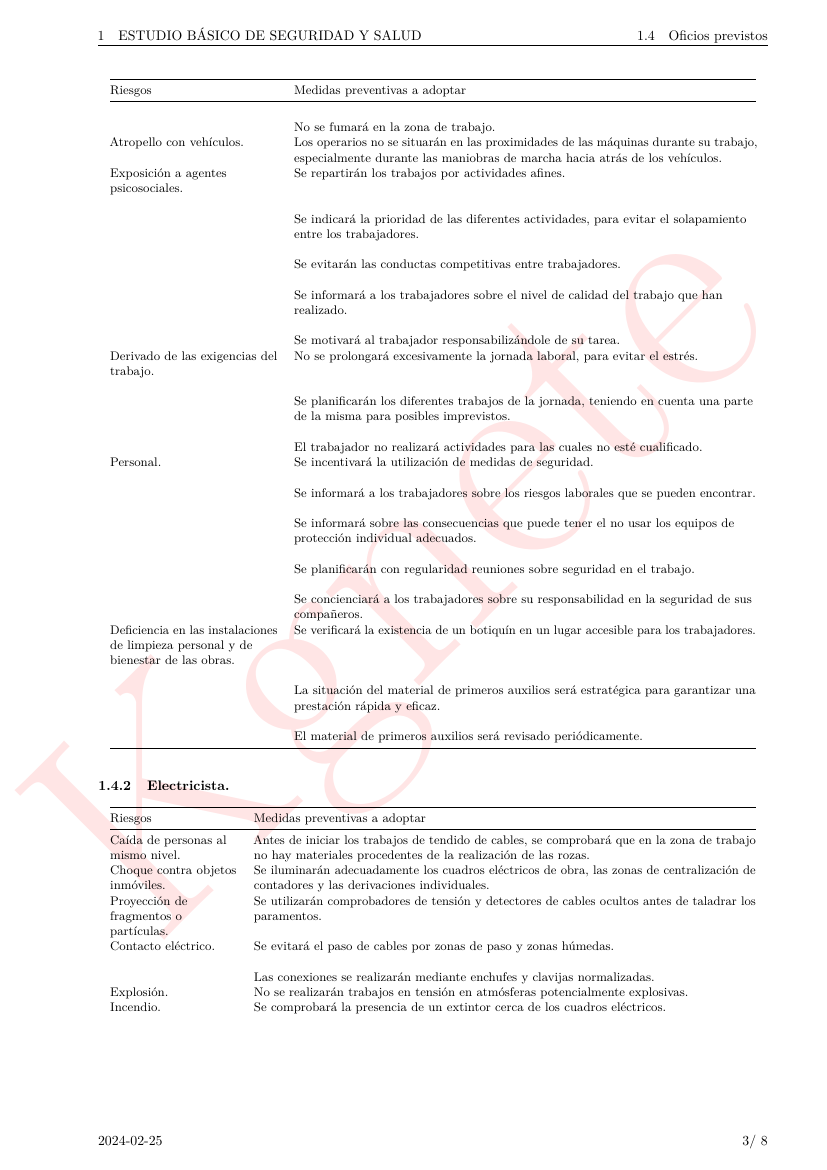 1 ESTUDIO BÁSICO DE SEGURIDAD Y SALUD 1.4 Oficios previstos
Riesgos Medidas preventivas a adoptar
No se fumará en la zona de trabajo.
Atropello con vehículos. Los operarios no se situarán en las proximidades de las máquinas durante su trabajo,
especialmente durante las maniobras de marcha hacia atrás de los vehículos.
Exposición a agentes Se repartirán los trabajos por actividades afines.
psicosociales.
Se indicará la prioridad de las diferentes actividades, para evitar el solapamiento
entre los trabajadores.
Se evitarán las conductas competitivas entre trabajadores.
Se informará a los trabajadores sobre el nivel de calidad del trabajo que han
realizado.
Se motivará al trabajador responsabilizándole de su tarea.
Derivado de las exigencias del No se prolongará excesivamente la jornada laboral, para evitar el estrés.
trabajo.
Se planificarán los diferentes trabajos de la jornada, teniendo en cuenta una parte
de la misma para posibles imprevistos.
El trabajador no realizará actividades para las cuales no esté cualificado.
Personal. Se incentivará la utilización de medidas de seguridad.
Se informará a los trabajadores sobre los riesgos laborales que se pueden encontrar.
Se informará sobre las consecuencias que puede tener el no usar los equipos de
protección individual adecuados.
Se planificarán con regularidad reuniones sobre seguridad en el trabajo.
Se concienciará a los trabajadores sobre su responsabilidad en la seguridad de sus
compañeros.
Deficiencia en las instalaciones Se verificará la existencia de un botiquín en un lugar accesible para los trabajadores.
de limpieza personal y de
bienestar de las obras.
La situación del material de primeros auxilios será estratégica para garantizar una
prestación rápida y eficaz.
El material de primeros auxilios será revisado periódicamente.
1.4.2 Electricista.
Riesgos Medidas preventivas a adoptar
Caída de personas al Antes de iniciar los trabajos de tendido de cables, se comprobará que en la zona de trabajo
mismo nivel. no hay materiales procedentes de la realización de las rozas.
Choque contra objetos Se iluminarán adecuadamente los cuadros eléctricos de obra, las zonas de centralización de
inmóviles. contadores y las derivaciones individuales.
Proyección de Se utilizarán comprobadores de tensión y detectores de cables ocultos antes de taladrar los
fragmentos o paramentos.
partículas.
Contacto eléctrico. Se evitará el paso de cables por zonas de paso y zonas húmedas.
Las conexiones se realizarán mediante enchufes y clavijas normalizadas.
Explosión. No se realizarán trabajos en tensión en atmósferas potencialmente explosivas.
Incendio. Se comprobará la presencia de un extintor cerca de los cuadros eléctricos.
Kgnete
2024-02-25 3/ 8